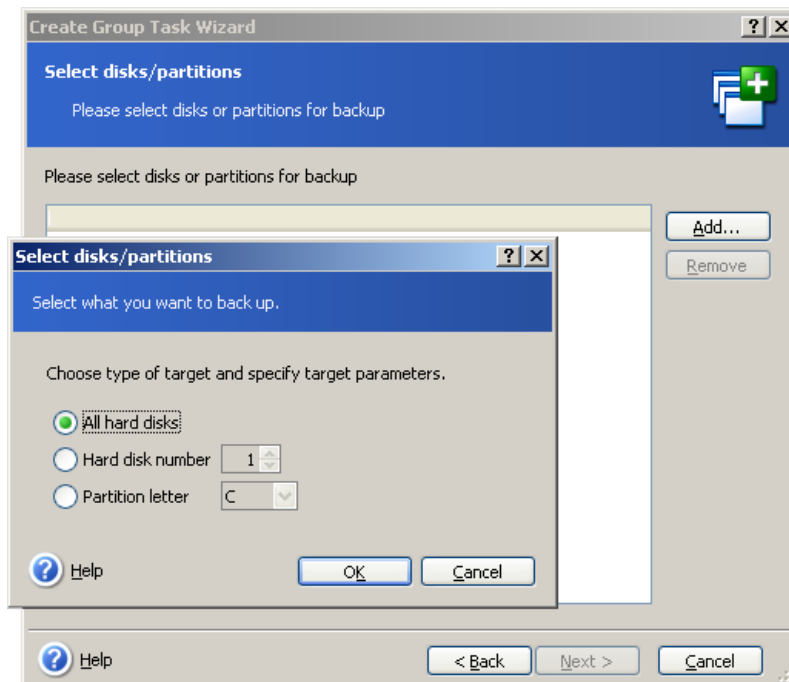 Create Group Task Wizard
Select disks/partitions
Please select disks or partitions for backup
Please select disks or partitions for backup
Add...
Remove
Select disks/partitions
Select what you want to back up.
Choose type of target and specify target parameters.
All hard disks
Hard disk number 1
Partition letter C
Help OK Cancel
Help < Back Next > Cancel